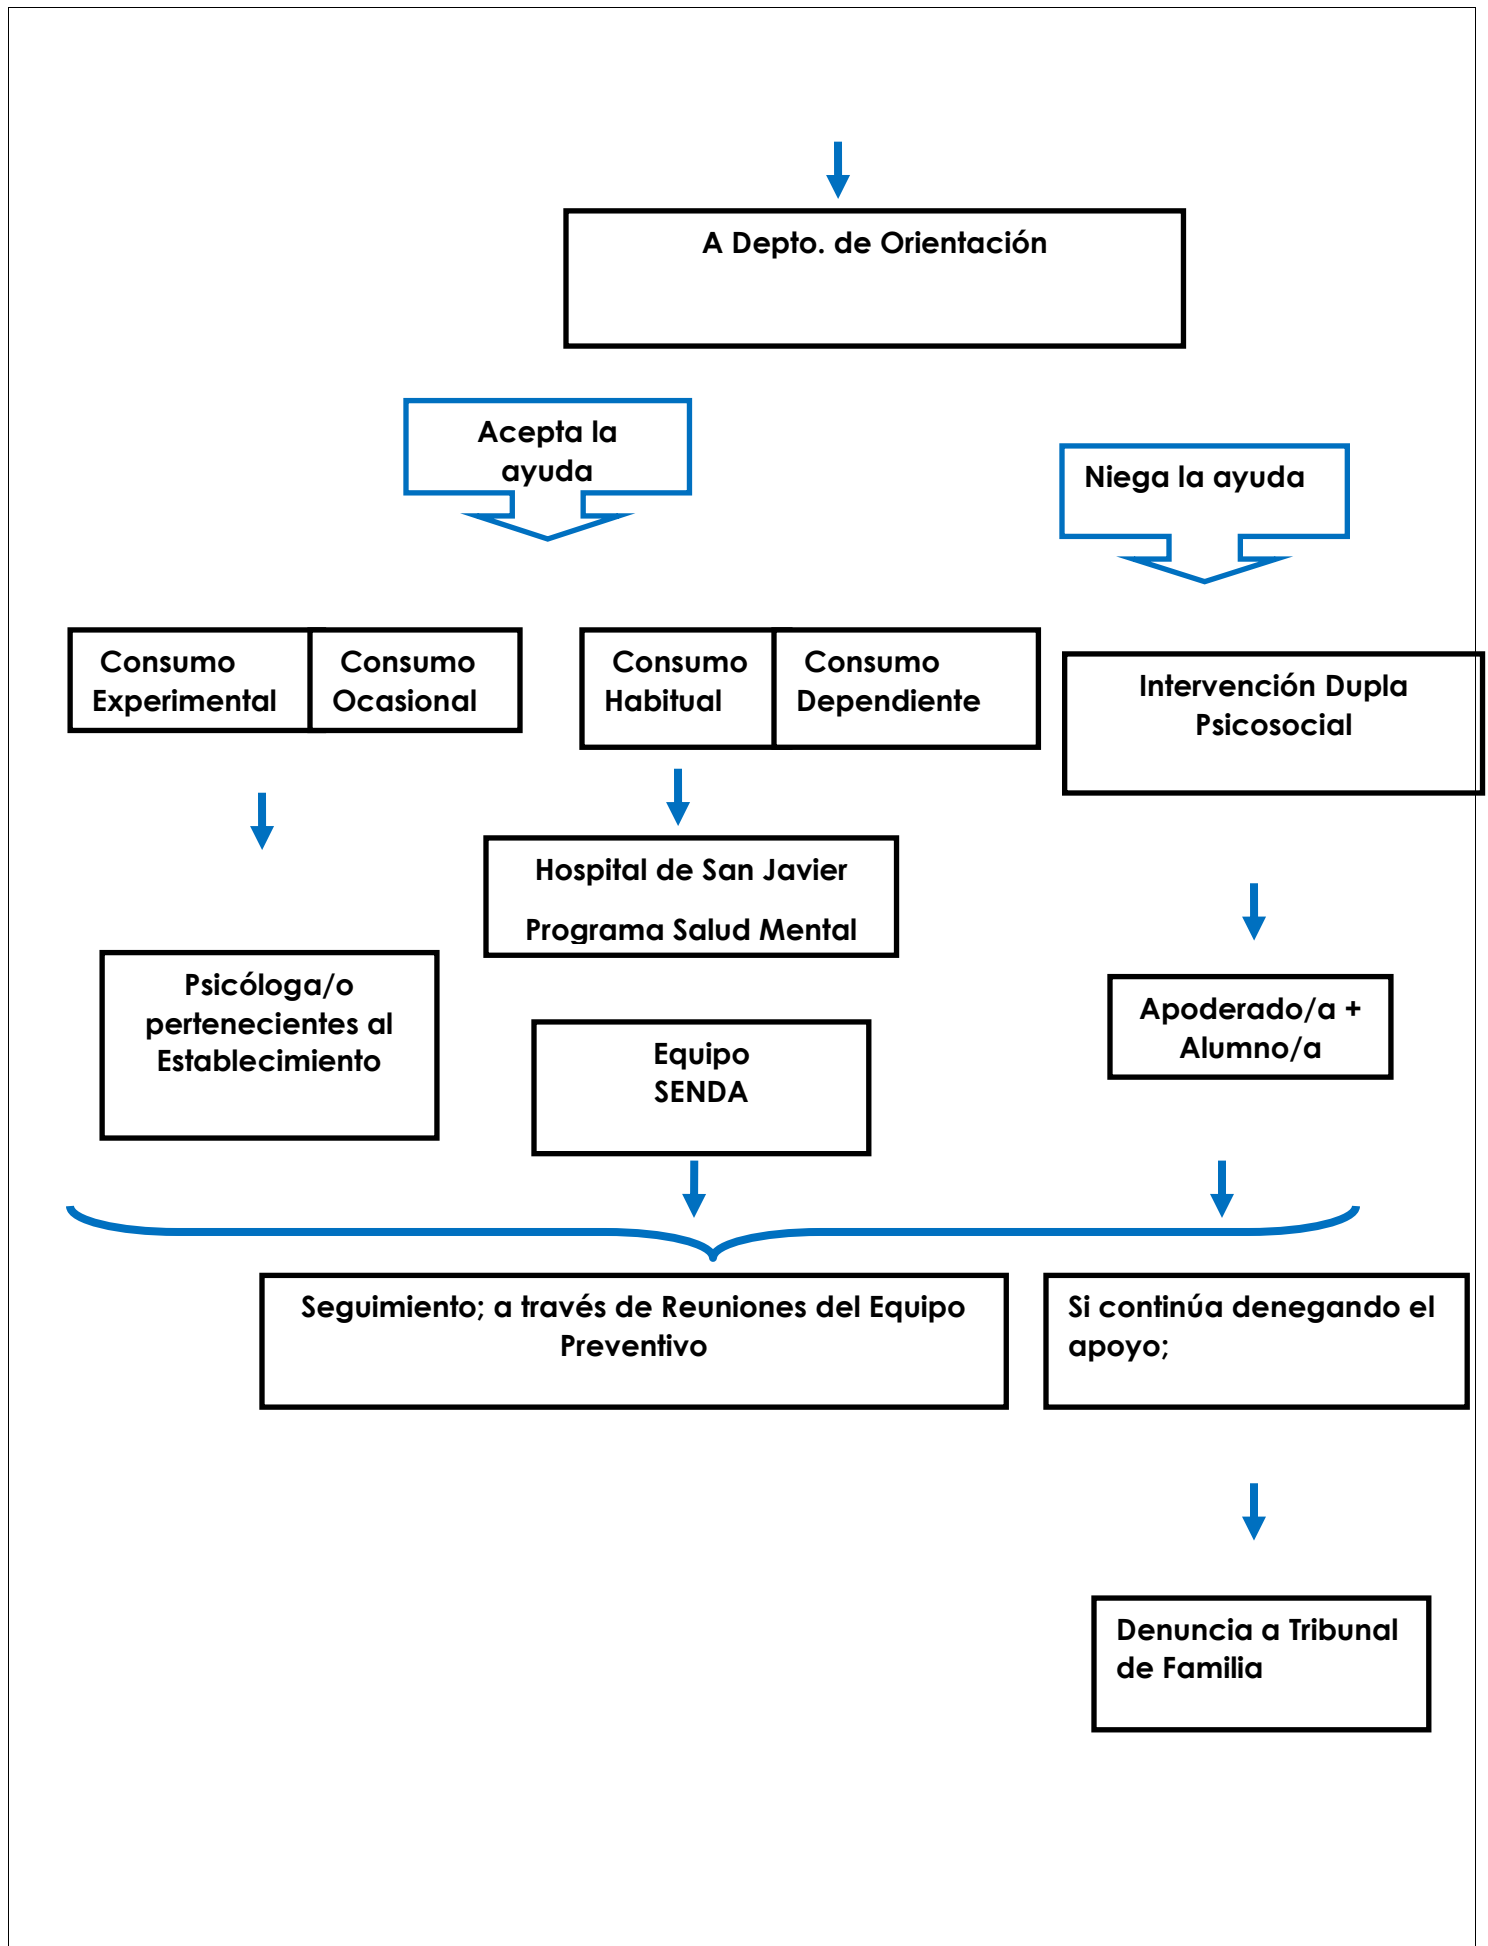 A Depto. de Orientación
Acepta la
ayuda
Niega la ayuda
Consumo
Experimental
Consumo
Ocasional
Consumo
Habitual
Consumo
Dependiente
Intervención Dupla
Psicosocial
Hospital de San Javier
Programa Salud Mental
Psicóloga/o
pertenecientes al
Establecimiento
Equipo
SENDA
Apoderado/a +
Alumno/a
Seguimiento; a través de Reuniones del Equipo
Preventivo
Si continúa denegando el
apoyo;
Denuncia a Tribunal
de Familia